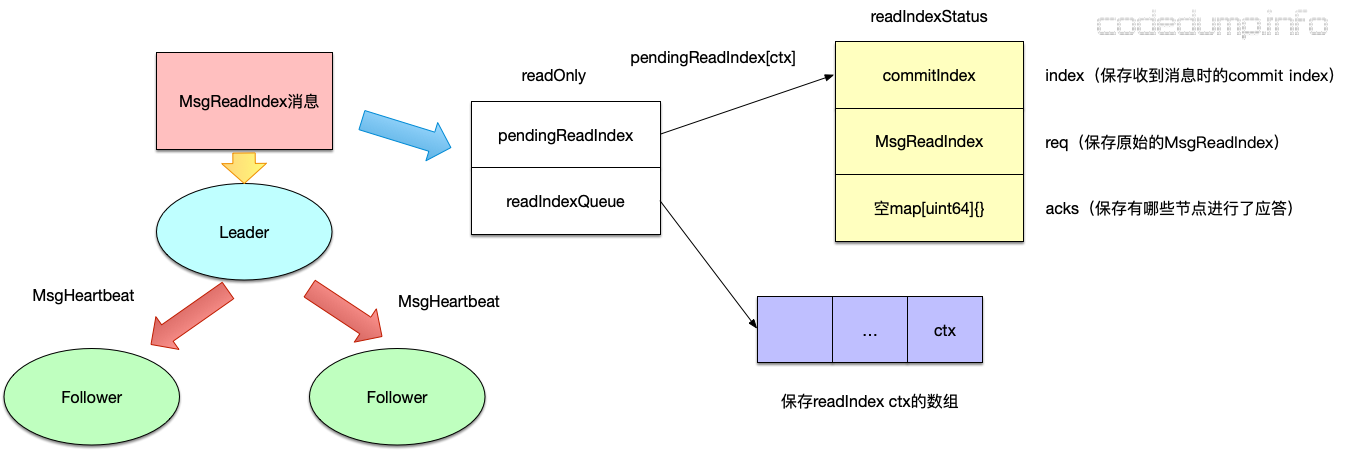 codedump.info
readIndexStatus
MsgReadIndex消息
readOnly
pendingReadIndex[ctx]
commitIndex
index（保存收到消息时的commit index）
pendingReadIndex
MsgReadIndex
req（保存原始的MsgReadIndex）
readIndexQueue
空map[uint64]{}
acks（保存有哪些节点进行了应答）
Leader
MsgHeartbeat
MsgHeartbeat
...
ctx
Follower
Follower
保存readIndex ctx的数组